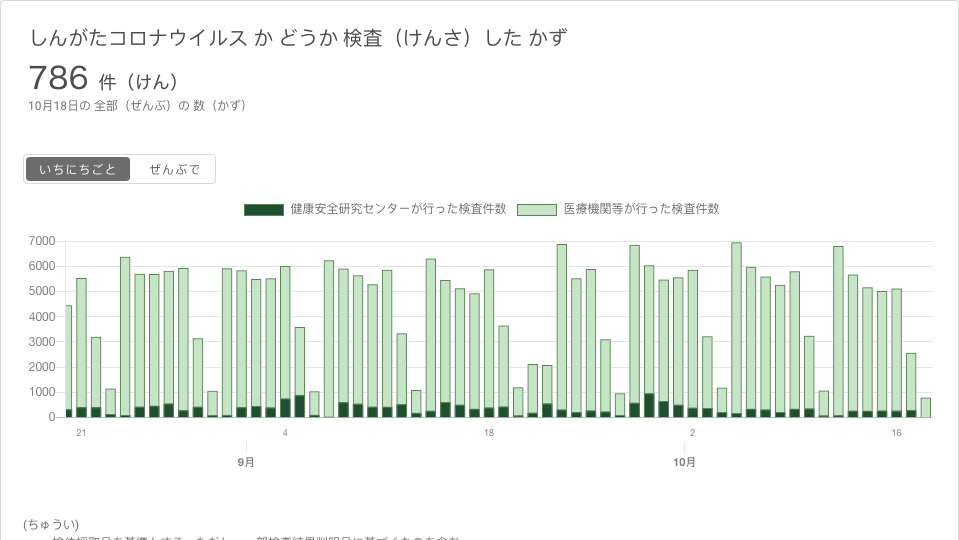 しんがたコロナウイルス か どうか 検査（けんさ）した かず
786 件（けん）
10月18日の 全部（ぜんぶ）の 数（かず）
いちにちごと ぜんぶで
健康安全研究センターが行った検査件数 医療機関等が行った検査件数
7000
6000
5000
4000
3000
2000
1000
0
21 4 18 2 16
9月 10月
(ちゅうい)